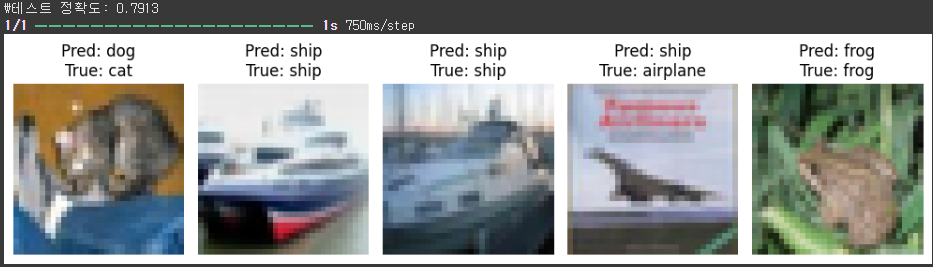 \테스트 정확도: 0.7913
1/1 ━━━━━━━━━━━━━━━━━━━━ 1s 750ms/step
Pred: dog
True: cat
Pred: ship
True: ship
Pred: ship
True: ship
Pred: ship
True: airplane
Pred: frog
True: frog